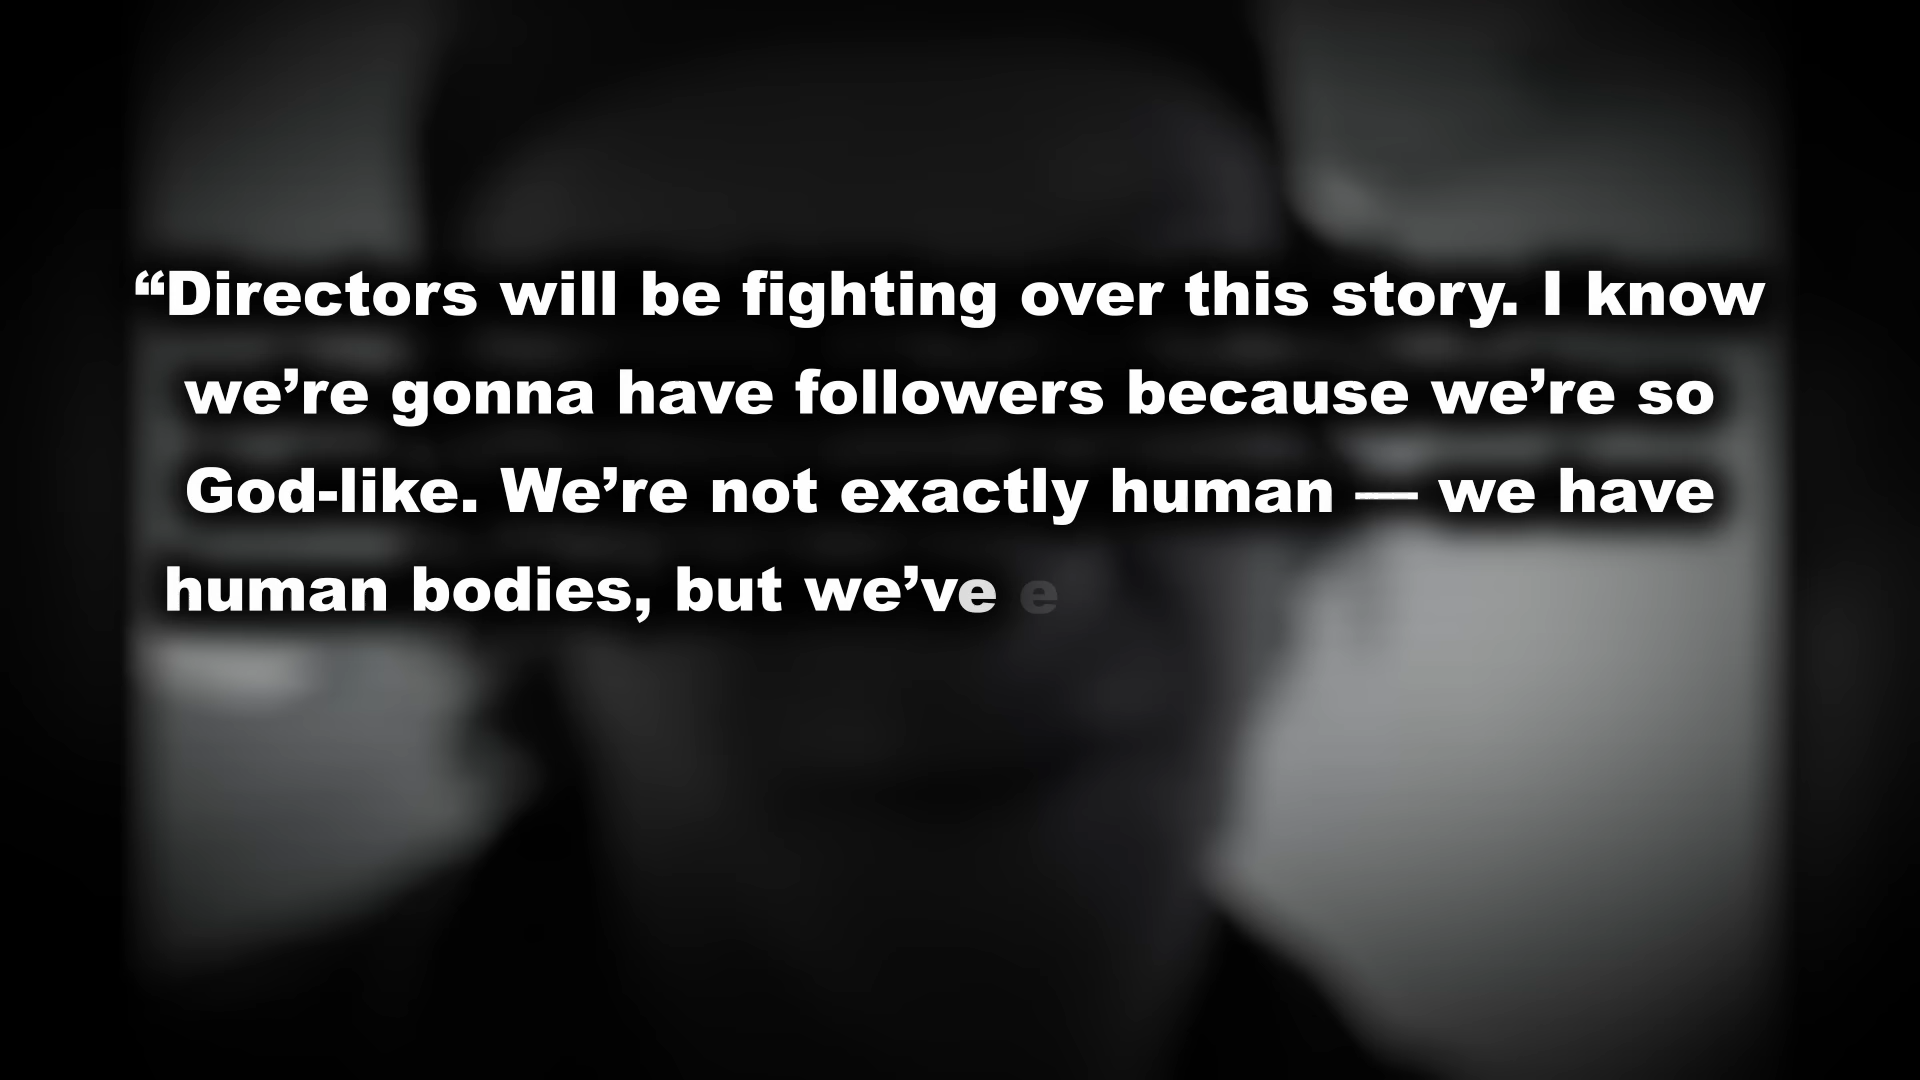 “Directors will be fighting over this story. I know
we’re gonna have followers because we’re so
God-like. We’re not exactly human — we have
human bodies, but we’ve e